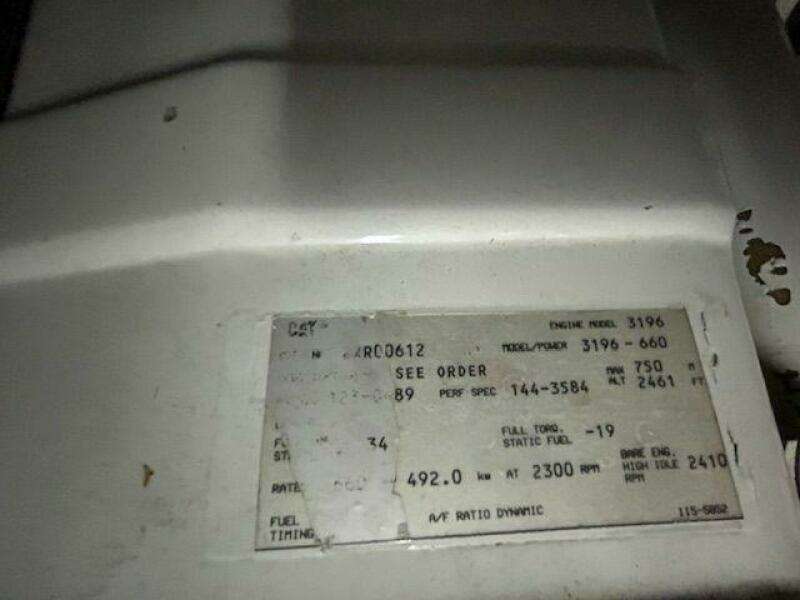 CAT ENGINE MODEL 3196
RD00612 MODEL/POWER 3196-660
SEE ORDER MAX ALT 750 M
2461 FT
89 PERF SPEC 144-3584
34 FULL TORQ. STATIC FUEL -19
RATE 492.0 kW AT 2300 RPM BARE ENG. HIGH IDLE RPM 2410
FUEL TIMING A/F RATIO DYNAMIC 115-5852